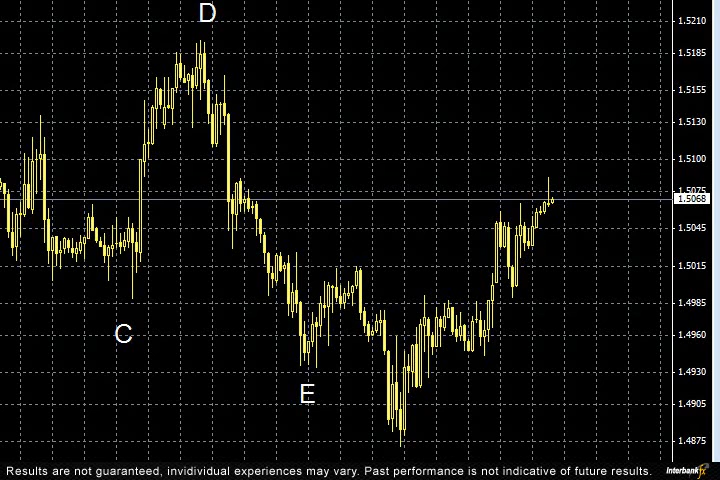 D
1.5210
1.5185
1.5155
1.5130
1.5100
1.5075
1.5068
1.5045
1.5015
1.4985
C
1.4960
1.4930
E
1.4905
1.4875
Results are not guaranteed, invidividual experiences may vary. Past performance is not indicative of future results.
Interbankfx